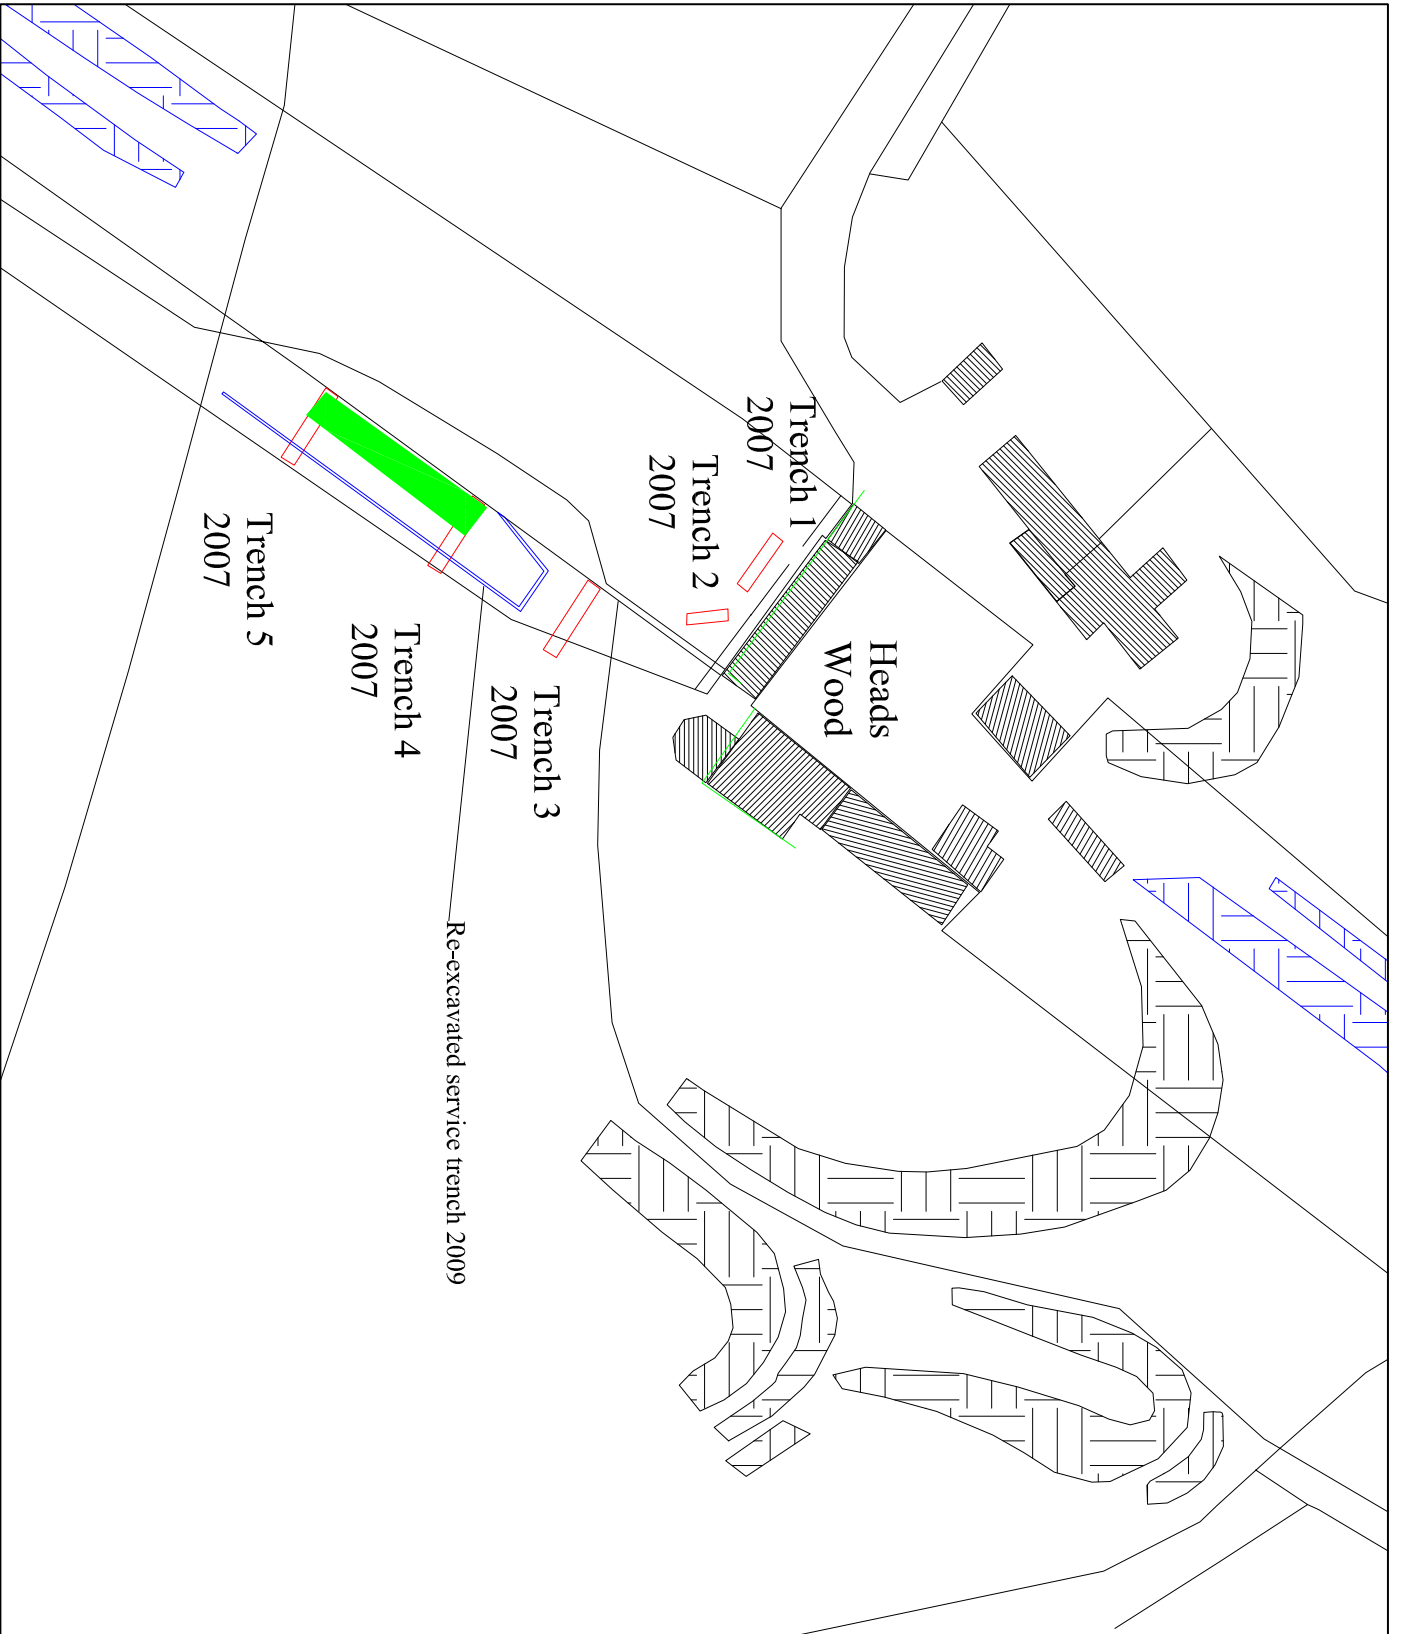 Heads
Wood
Trench 1
2007
Trench 2
2007
Trench 3
2007
Trench 4
2007
Trench 5
2007
Re-excavated service trench 2009